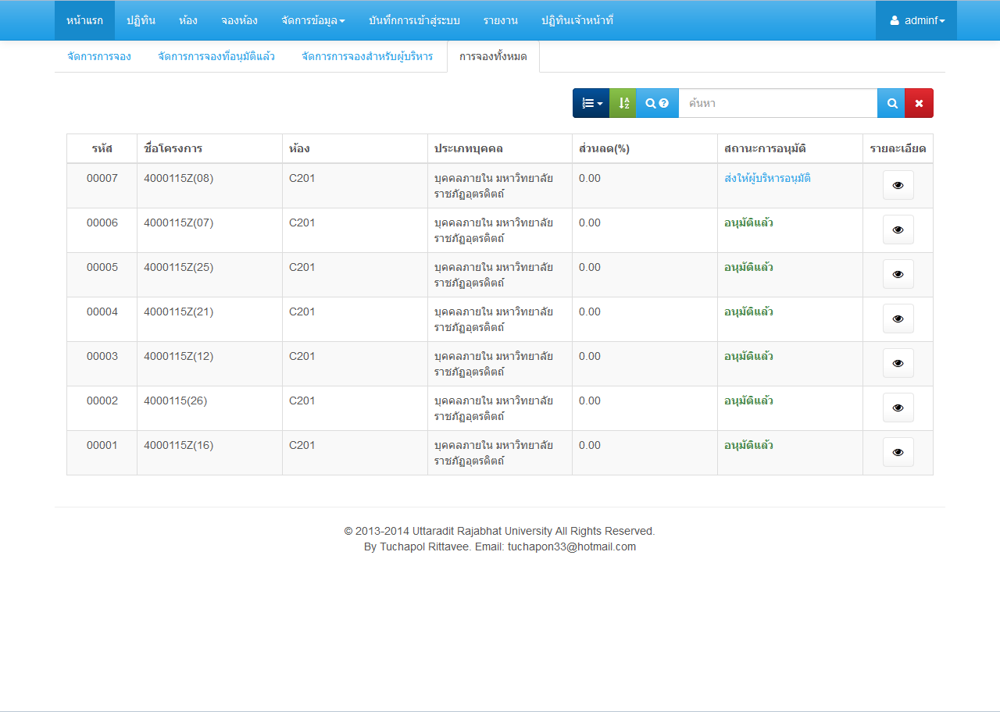 หน้าแรก ปฏิทิน ห้อง จองห้อง จัดการข้อมูล บันทึกการเข้าสู่ระบบ รายงาน ปฏิทินเจ้าหน้าที่ adminf
จัดการการจอง จัดการการจองที่อนุมัติแล้ว จัดการการจองสำหรับผู้บริหาร การจองทั้งหมด
ค้นหา
รหัส ชื่อโครงการ ห้อง ประเภทบุคคล ส่วนลด(%) สถานะการอนุมัติ รายละเอียด
00007 4000115Z(08) C201 บุคคลภายใน มหาวิทยาลัย 0.00 ส่งให้ผู้บริหารอนุมัติ
ราชภัฏอุตรดิตถ์
00006 4000115Z(07) C201 บุคคลภายใน มหาวิทยาลัย 0.00 อนุมัติแล้ว
ราชภัฏอุตรดิตถ์
00005 4000115Z(25) C201 บุคคลภายใน มหาวิทยาลัย 0.00 อนุมัติแล้ว
ราชภัฏอุตรดิตถ์
00004 4000115Z(21) C201 บุคคลภายใน มหาวิทยาลัย 0.00 อนุมัติแล้ว
ราชภัฏอุตรดิตถ์
00003 4000115Z(12) C201 บุคคลภายใน มหาวิทยาลัย 0.00 อนุมัติแล้ว
ราชภัฏอุตรดิตถ์
00002 4000115(26) C201 บุคคลภายใน มหาวิทยาลัย 0.00 อนุมัติแล้ว
ราชภัฏอุตรดิตถ์
00001 4000115Z(16) C201 บุคคลภายใน มหาวิทยาลัย 0.00 อนุมัติแล้ว
ราชภัฏอุตรดิตถ์
© 2013-2014 Uttaradit Rajabhat University All Rights Reserved.
By Tuchapol Rittavee. Email: tuchapon33@hotmail.com